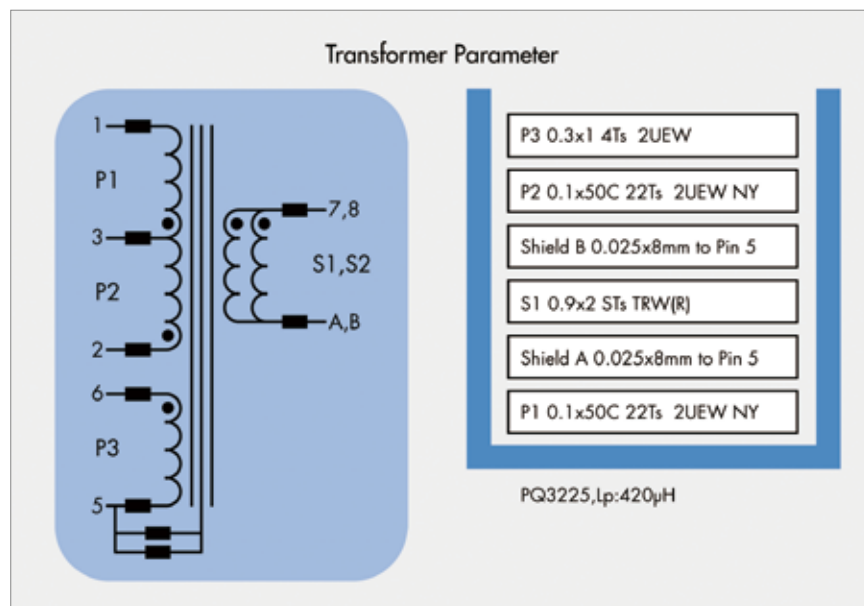 Transformer Parameter
1
P1
3
P2
2
6
P3
5
7,8
S1,S2
A,B
P3 0.3x1 4Ts 2UEW
P2 0.1x50C 22Ts 2UEW NY
Shield B 0.025x8mm to Pin 5
S1 0.9x2 STs TRW(R)
Shield A 0.025x8mm to Pin 5
P1 0.1x50C 22Ts 2UEW NY
PQ3225,Lp:420µH